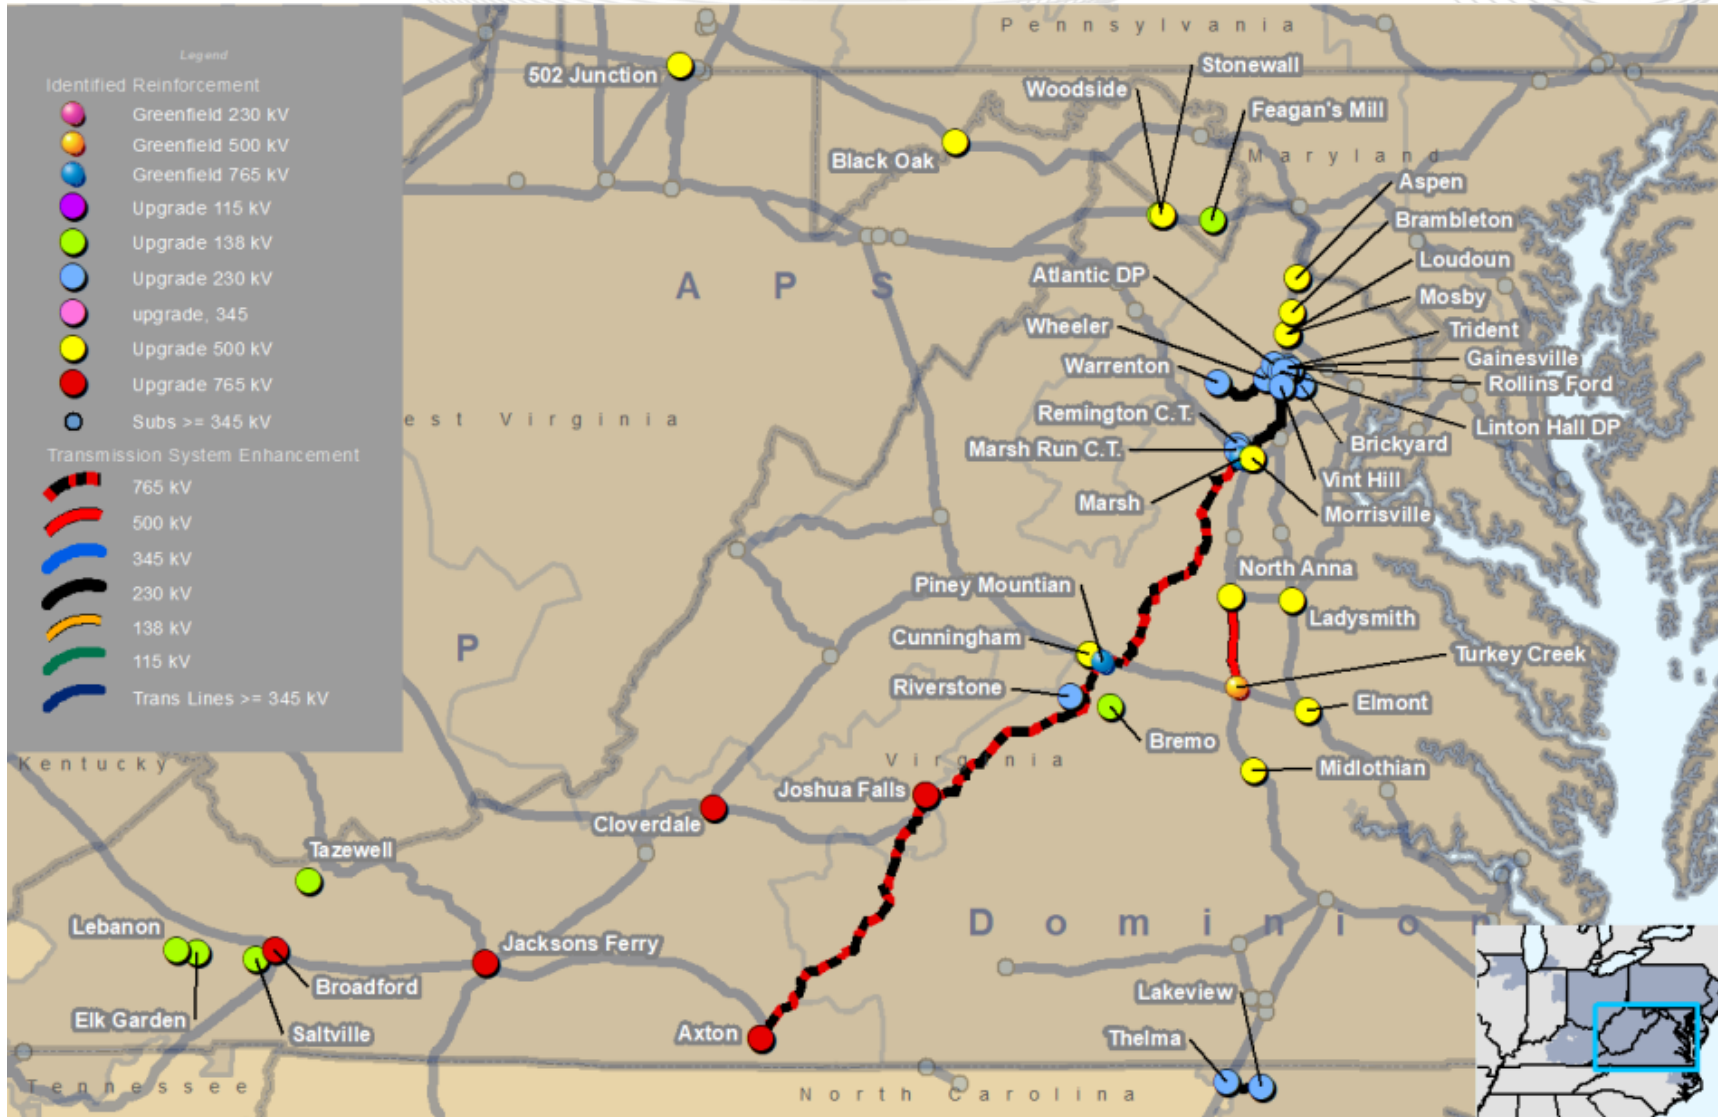 Legend
Identified Reinforcement
Greenfield 230 kV
Greenfield 500 kV
Greenfield 765 kV
Upgrade 115 kV
Upgrade 138 kV
Upgrade 230 kV
upgrade, 345
Upgrade 500 kV
Upgrade 765 kV
Subs >= 345 kV
Transmission System Enhancement
765 kV
500 kV
345 kV
230 kV
138 kV
115 kV
Trans Lines >= 345 kV
Pennsylvania
502 Junction
Stonewall
Woodside
Feagan's Mill
Black Oak
Maryland
Aspen
Brambleton
Loudoun
Atlantic DP
APS
Mosby
Wheeler
Trident
Gainesville
Warrenton
Rollins Ford
Remington C.T.
Linton Hall DP
est Virginia
Brickyard
Marsh Run C.T.
Vint Hill
Marsh
Morrisville
North Anna
Piney Mountian
Ladysmith
Cunningham
P
Turkey Creek
Riverstone
Elmont
Bremo
Virginia
Midlothian
Kentucky
Joshua Falls
Cloverdale
Tazewell
Dominion
Lebanon
Jacksons Ferry
Broadford
Lakeview
Elk Garden
Saltville
Axton
Thelma
Tennessee
North Carolina